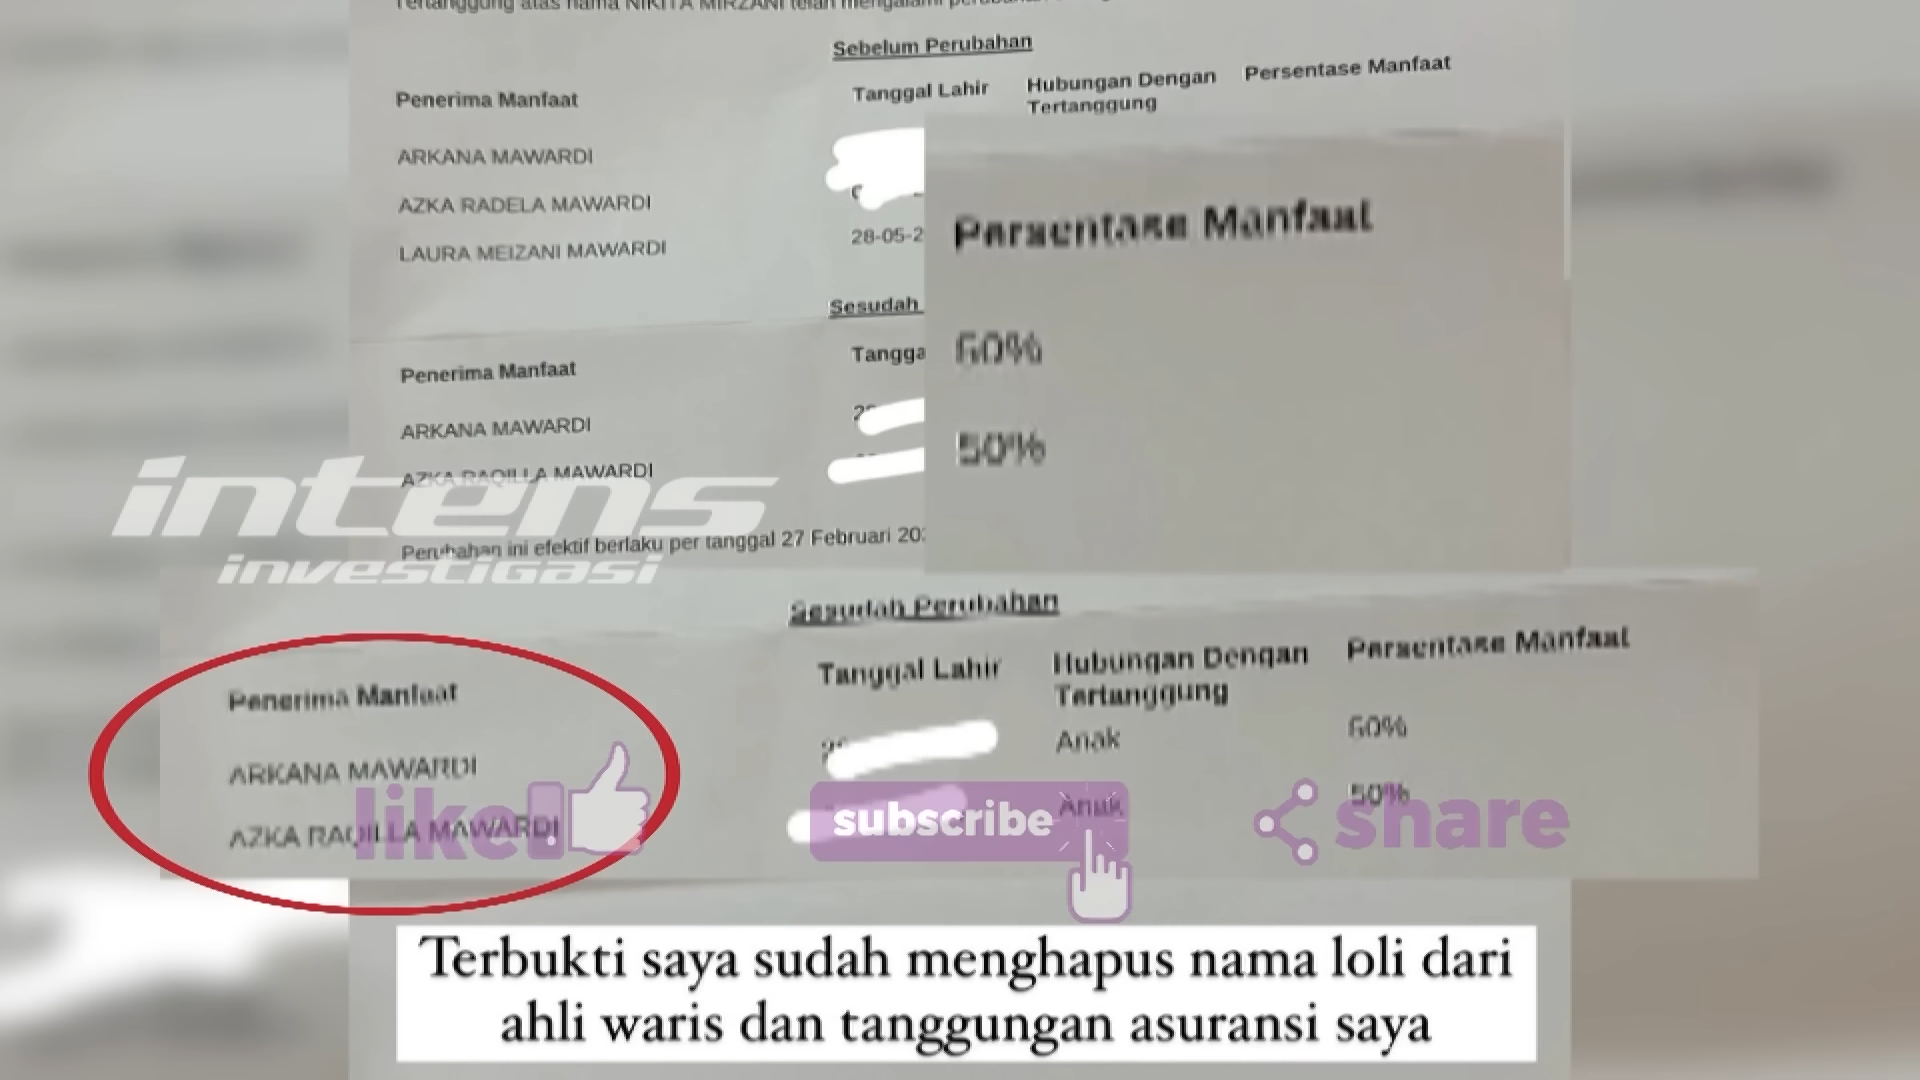 Tertanggung atas nama NIKITA MIRZANI telah mengalami
Sebelum Perubahan
Penerima Manfaat Tanggal Lahir Hubungan Dengan Tertanggung Persentase Manfaat
ARKANA MAWARDI
AZKA RADELA MAWARDI
LAURA MEIZANI MAWARDI 28-05-2
Persentase Manfaat
50%
50%
Sesudah
Penerima Manfaat Tangga
ARKANA MAWARDI
AZKA RAQILLA MAWARDI
Perubahan ini efektif berlaku per tanggal 27 Februari 20
intens
investigasi
Sesudah Perubahan
Penerima Manfaat Tanggal Lahir Hubungan Dengan Tertanggung Persentase Manfaat
ARKANA MAWARDI Anak 50%
AZKA RAQILLA MAWARDI Anak 50%
like! subscribe share
Terbukti saya sudah menghapus nama loli dari
ahli waris dan tanggungan asuransi saya